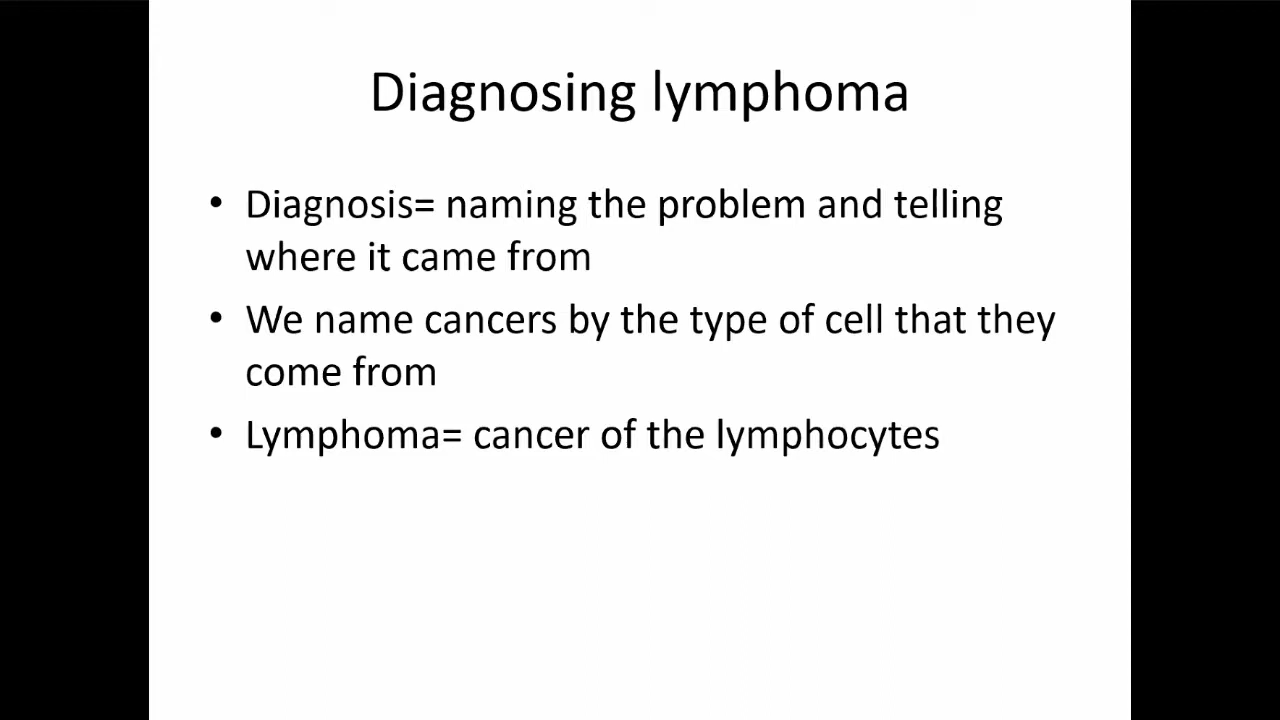 Diagnosing lymphoma
• Diagnosis= naming the problem and telling
where it came from
• We name cancers by the type of cell that they
come from
• Lymphoma= cancer of the lymphocytes